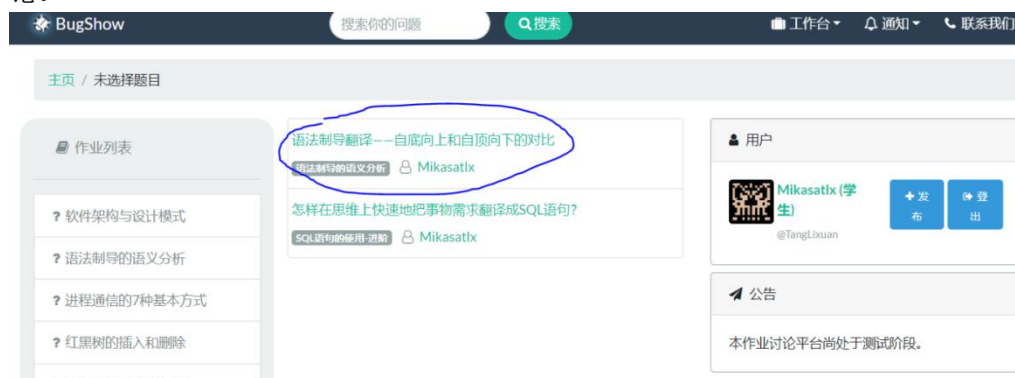 BugShow 搜索你的问题 搜索 工作台 通知 联系我们
主页 / 未选择题目
作业列表
? 软件架构与设计模式
? 语法制导的语义分析
? 进程通信的7种基本方式
? 红黑树的插入和删除
语法制导翻译——自底向上和自顶向下的对比
语法制导的语义分析 Mikasatlx
怎样在思维上快速地把事物需求翻译成SQL语句?
SQL语句的使用-进阶 Mikasatlx
用户
Mikasatlx (学生)
@TangLixuan
+ 发布
登出
公告
本作业讨论平台尚处于测试阶段。